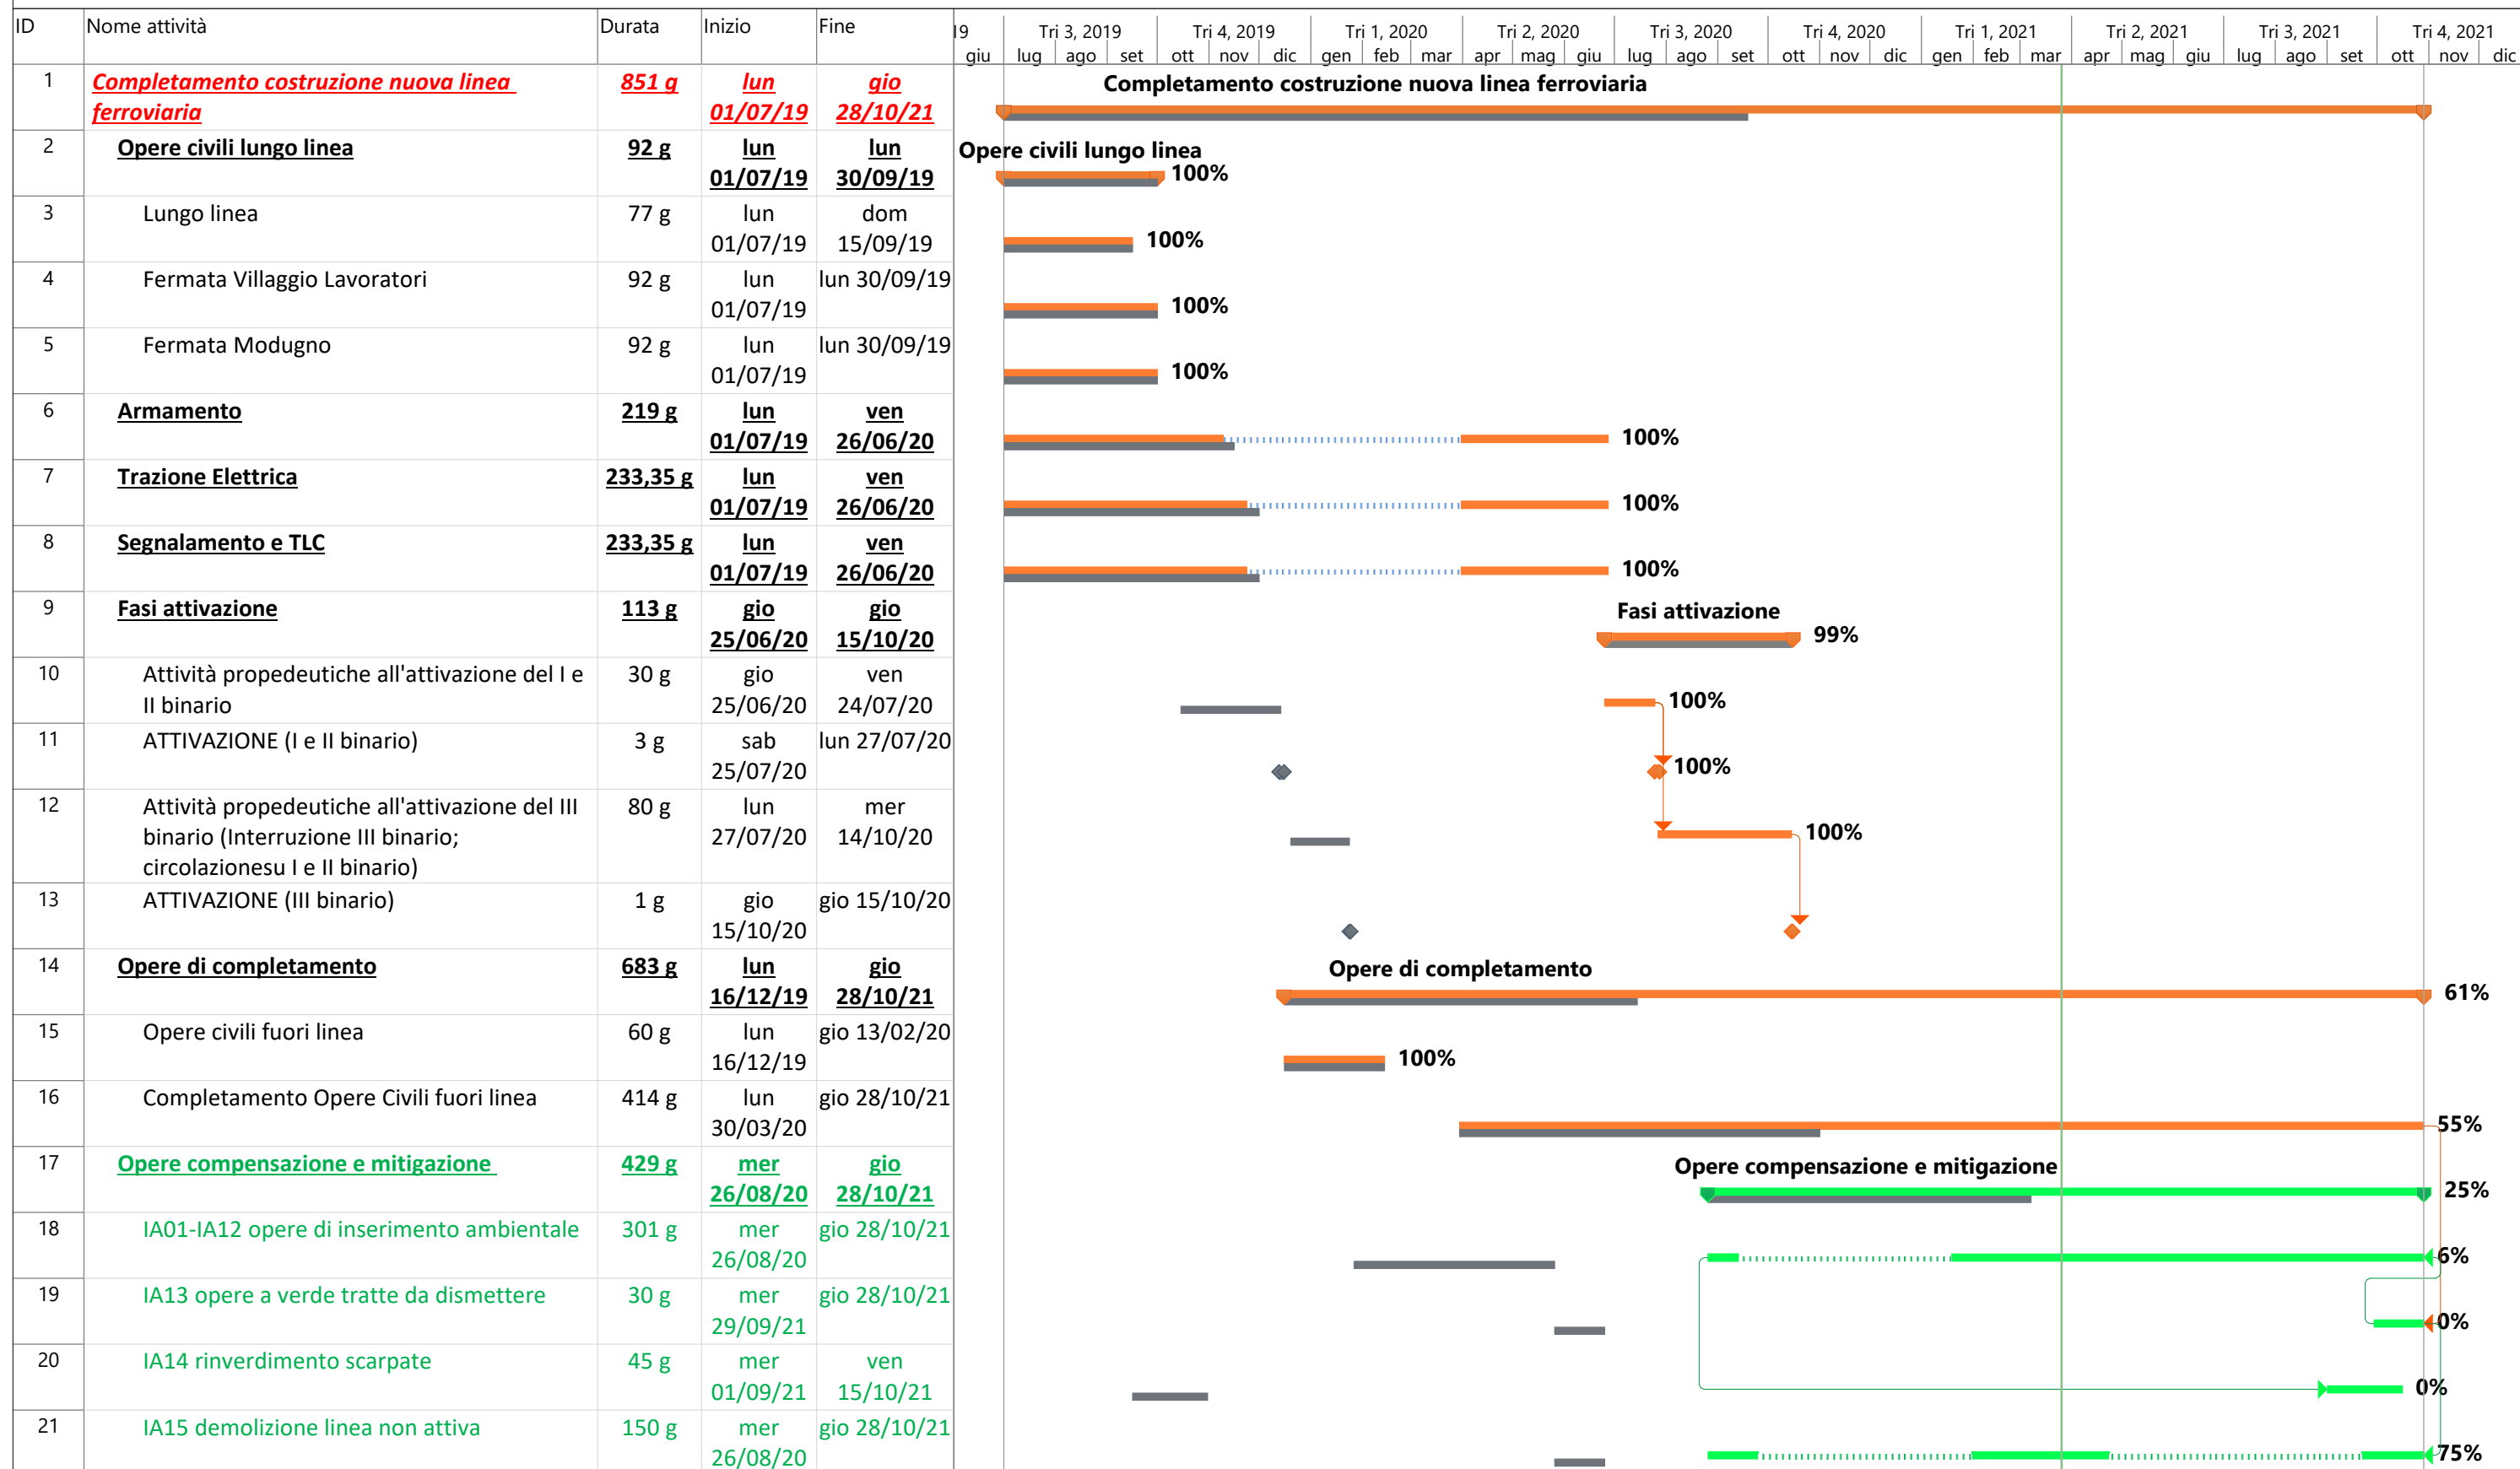 ID Nome attività Durata Inizio Fine
19 Tri 3, 2019 Tri 4, 2019 Tri 1, 2020 Tri 2, 2020 Tri 3, 2020 Tri 4, 2020 Tri 1, 2021 Tri 2, 2021 Tri 3, 2021 Tri 4, 2021
giu lug ago set ott nov dic gen feb mar apr mag giu lug ago set ott nov dic gen feb mar apr mag giu lug ago set ott nov dic
1 Completamento costruzione nuova linea 851 g lun gio Completamento costruzione nuova linea ferroviaria
ferroviaria 01/07/19 28/10/21
2 Opere civili lungo linea 92 g lun lun Opere civili lungo linea
01/07/19 30/09/19 100%
3 Lungo linea 77 g lun dom
01/07/19 15/09/19 100%
4 Fermata Villaggio Lavoratori 92 g lun lun 30/09/19
01/07/19 100%
5 Fermata Modugno 92 g lun lun 30/09/19
01/07/19 100%
6 Armamento 219 g lun ven
01/07/19 26/06/20 100%
7 Trazione Elettrica 233,35 g lun ven
01/07/19 26/06/20 100%
8 Segnalamento e TLC 233,35 g lun ven
01/07/19 26/06/20 100%
9 Fasi attivazione 113 g gio gio Fasi attivazione
25/06/20 15/10/20 99%
10 Attività propedeutiche all'attivazione del I e 30 g gio ven
II binario 25/06/20 24/07/20 100%
11 ATTIVAZIONE (I e II binario) 3 g sab lun 27/07/20
25/07/20 100%
12 Attività propedeutiche all'attivazione del III 80 g lun mer
binario (Interruzione III binario; 27/07/20 14/10/20 100%
circolazionesu I e II binario)
13 ATTIVAZIONE (III binario) 1 g gio gio 15/10/20
15/10/20
14 Opere di completamento 683 g lun gio Opere di completamento
16/12/19 28/10/21 61%
15 Opere civili fuori linea 60 g lun gio 13/02/20
16/12/19 100%
16 Completamento Opere Civili fuori linea 414 g lun gio 28/10/21
30/03/20 55%
17 Opere compensazione e mitigazione 429 g mer gio Opere compensazione e mitigazione
26/08/20 28/10/21 25%
18 IA01-IA12 opere di inserimento ambientale 301 g mer gio 28/10/21
26/08/20 6%
19 IA13 opere a verde tratte da dismettere 30 g mer gio 28/10/21
29/09/21 0%
20 IA14 rinverdimento scarpate 45 g mer ven
01/09/21 15/10/21 0%
21 IA15 demolizione linea non attiva 150 g mer gio 28/10/21
26/08/20 75%